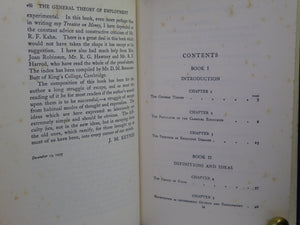 THE GENERAL THEORY OF EMPLOYMENT
experimental. In this book, even more than in writing
my Treatise on Money, I have depended on the
constant advice and constructive criticism of Mr.
R. F. Kahn. There is a great deal in this book which
would not have taken the shape it has except at his
suggestion. I have also had much help from Mrs.
Joan Robinson, Mr. R. G. Hawtrey and Mr. R. F.
Harrod, who have read the whole of the proof-sheets.
The index has been compiled by Mr. D. M. Bensusan-
Butt of King's College, Cambridge.
The composition of this book has been for the
author a long struggle of escape, and so must the
reading of it be for most readers if the author's assault
upon them is to be successful,—a struggle of escape
from habitual modes of thought and expression. The
ideas which are here expressed so laboriously are
extremely simple and should be obvious. The diffi-
culty lies, not in the new ideas, but in escaping from
the old ones, which ramify, for those brought up as
most of us have been, into every corner of our minds.
J. M. KEYNES
December 13, 1935
CONTENTS
BOOK I
INTRODUCTION
CHAPTER 1
The General Theory
3
CHAPTER 2
The Postulates of the Classical Economics
4
CHAPTER 3
The Principle of Effective Demand
23
BOOK II
DEFINITIONS AND IDEAS
CHAPTER 4
The Choice of Units
37
CHAPTER 5
Expectation as Determining Output and Employment